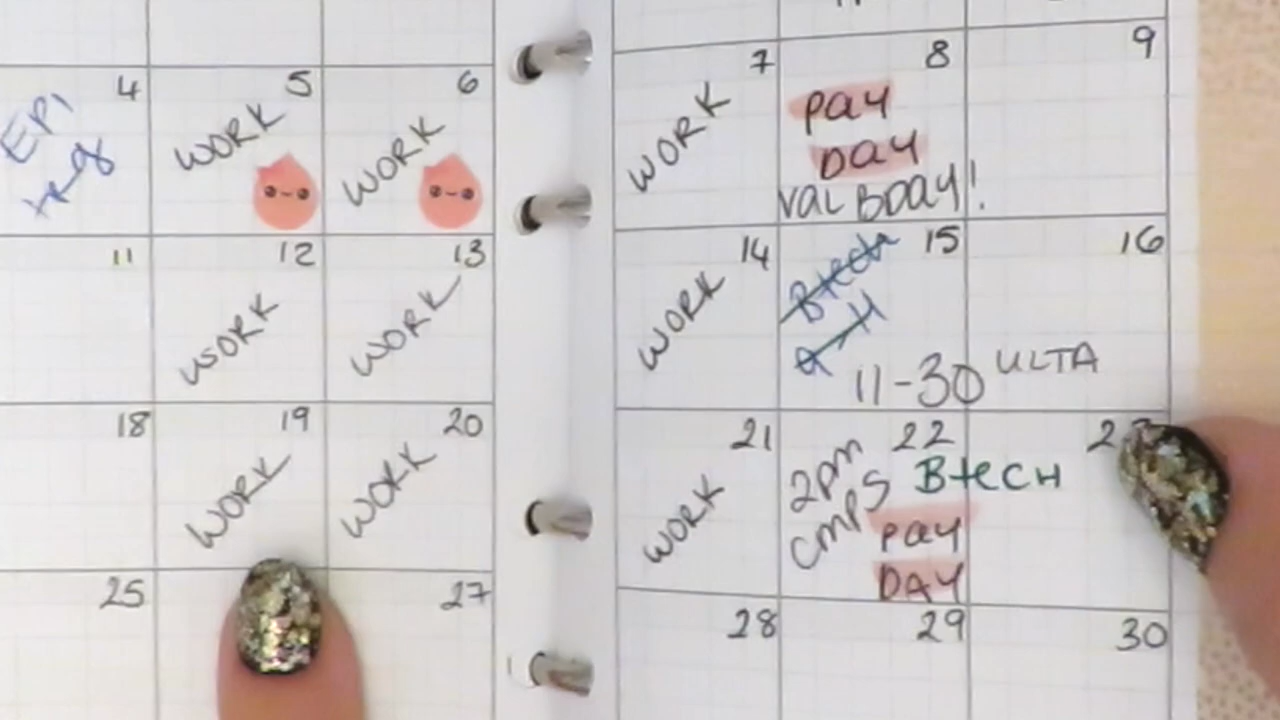 4 5 6 7 8 9
EPI
WORK
WORK
WORK
PAY
DAY
VAL BDAY!
11 12 13 14 15 16
WORK
WORK
WORK
Btech
11-30 ULTA
18 19 20 21 22
WORK
WORK
WORK
2pm
cmps
Btech
PAY
DAY
25 27 28 29 30